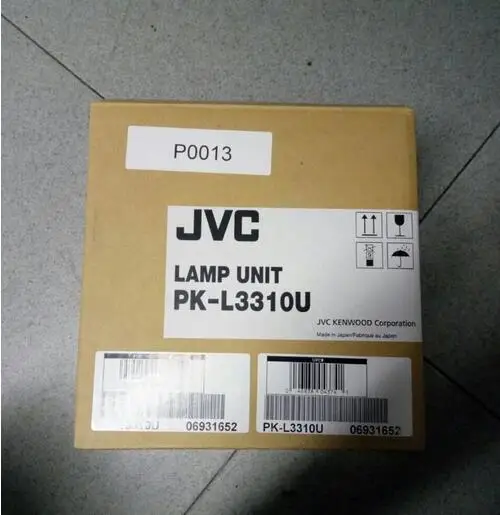 P0013
JVC
LAMP UNIT
PK-L3310U
JVC KENWOOD Corporation
Made in Japan/Fabriqué au Japon
06931652
PK-L3310U 06931652